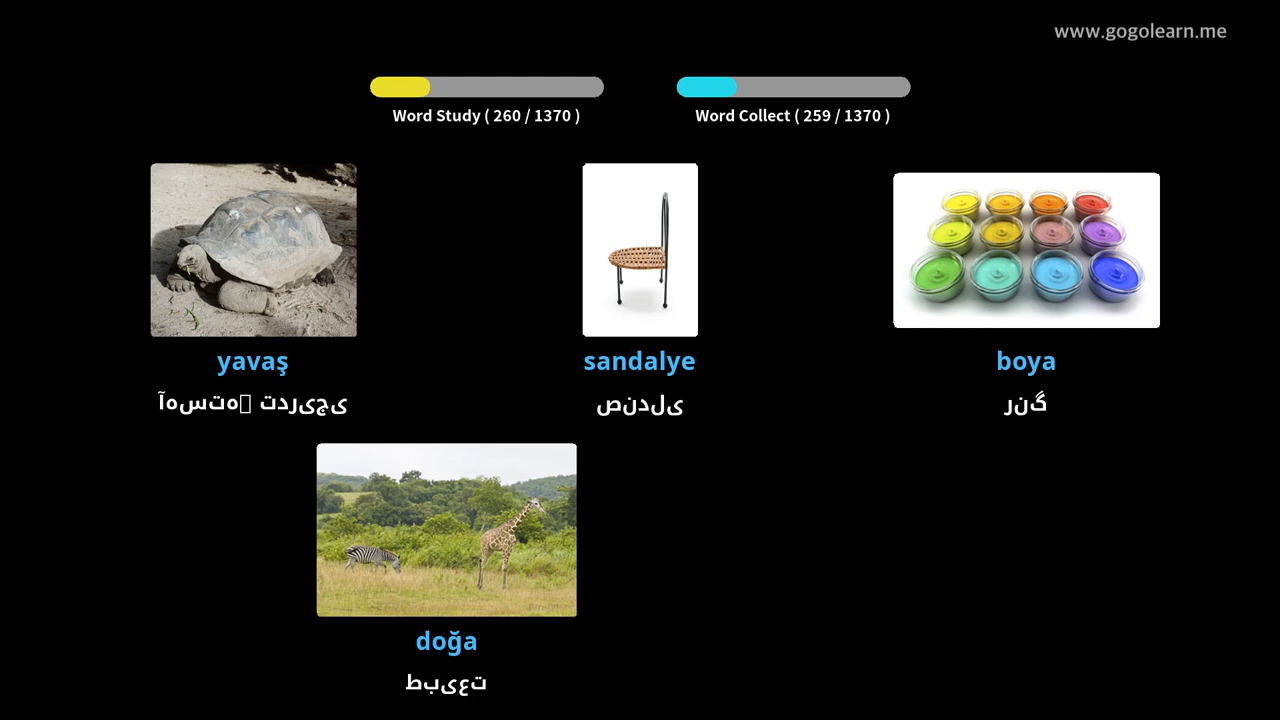 www.gogolearn.me
Word Study ( 260 / 1370 )
Word Collect ( 259 / 1370 )
yavaş
sandalye
boya
آهسته تدریجی
صندلی
رنگ
doğa
طبیعت